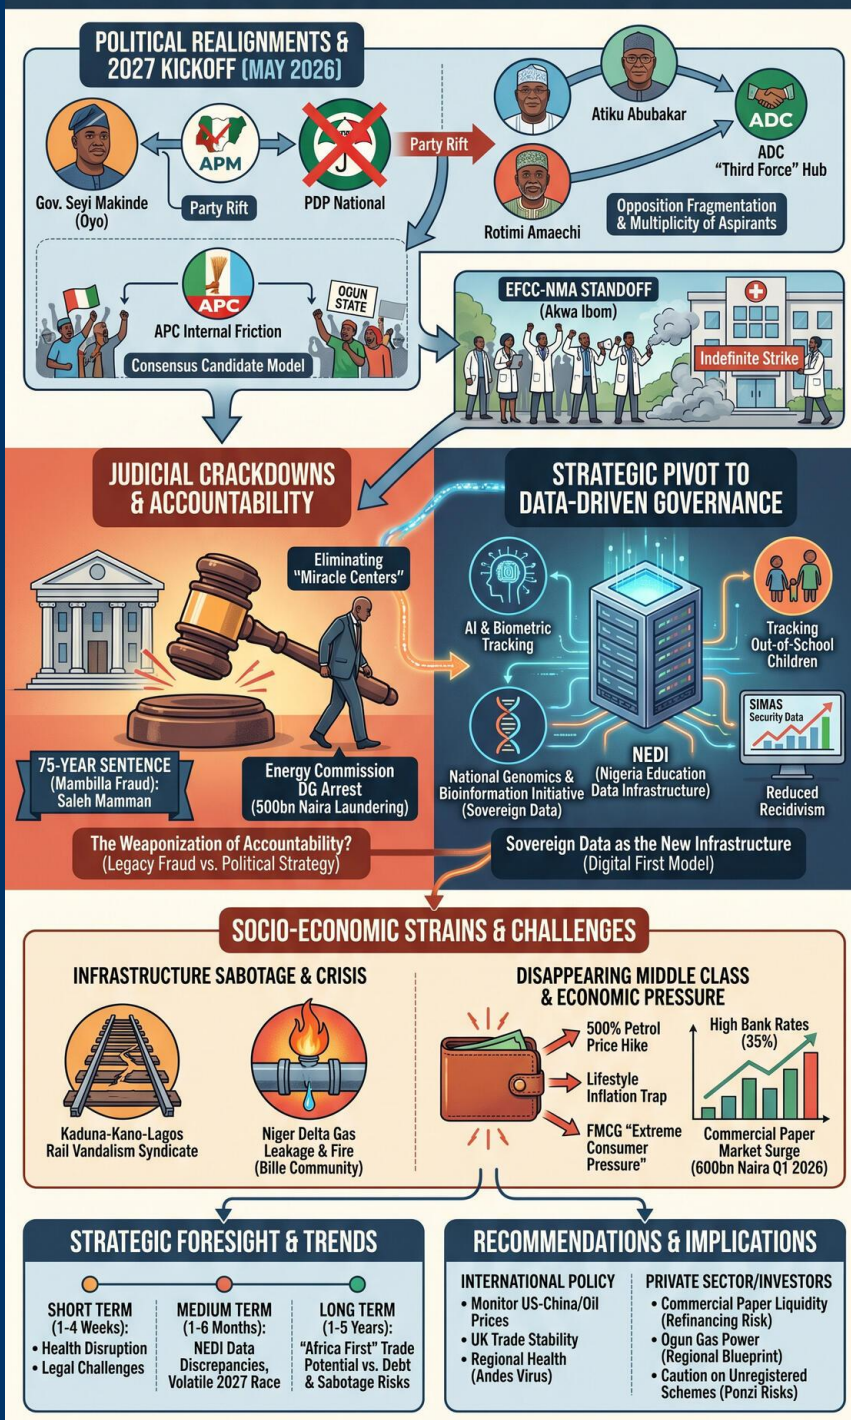 POLITICAL REALIGNMENTS &
2027 KICKOFF (MAY 2026)
Gov. Seyi Makinde
(Oyo)
APM
Party Rift
PDP National
Party Rift
Atiku Abubakar
Rotimi Amaechi
ADC
ADC
"Third Force" Hub
Opposition Fragmentation
& Multiplicity of Aspirants
APC
APC Internal Friction
OGUN
STATE
Consensus Candidate Model
EFCC-NMA STANDOFF
(Akwa Ibom)
Indefinite Strike
JUDICIAL CRACKDOWNS
& ACCOUNTABILITY
Eliminating
"Miracle Centers"
75-YEAR SENTENCE
(Mambilla Fraud):
Saleh Mamman
Energy Commission
DG Arrest
(500bn Naira Laundering)
The Weaponization of Accountability?
(Legacy Fraud vs. Political Strategy)
STRATEGIC PIVOT TO
DATA-DRIVEN GOVERNANCE
AI & Biometric
Tracking
Tracking
Out-of-School
Children
National Genomics &
Bioinformation Initiative
(Sovereign Data)
NEDI
(Nigeria Education
Data Infrastructure)
SIMAS
Security Data
Reduced
Recidivism
Sovereign Data as the New Infrastructure
(Digital First Model)
SOCIO-ECONOMIC STRAINS & CHALLENGES
INFRASTRUCTURE SABOTAGE & CRISIS
Kaduna-Kano-Lagos
Rail Vandalism Syndicate
Niger Delta Gas
Leakage & Fire
(Bille Community)
DISAPPEARING MIDDLE CLASS
& ECONOMIC PRESSURE
500% Petrol
Price Hike
Lifestyle
Inflation Trap
FMCG "Extreme
Consumer
Pressure"
High Bank Rates
(35%)
Commercial Paper
Market Surge
(600bn Naira Q1 2026)
STRATEGIC FORESIGHT & TRENDS
SHORT TERM
(1-4 Weeks):
• Health Disruption
• Legal Challenges
MEDIUM TERM
(1-6 Months):
NEDI Data
Discrepancies,
Volatile 2027 Race
LONG TERM
(1-5 Years):
"Africa First" Trade
Potential vs. Debt
& Sabotage Risks
RECOMMENDATIONS & IMPLICATIONS
INTERNATIONAL POLICY
• Monitor US-China/Oil
Prices
• UK Trade Stability
• Regional Health
(Andes Virus)
PRIVATE SECTOR/INVESTORS
• Commercial Paper Liquidity
(Refinancing Risk)
• Ogun Gas Power
(Regional Blueprint)
• Caution on Unregistered
Schemes (Ponzi Risks)